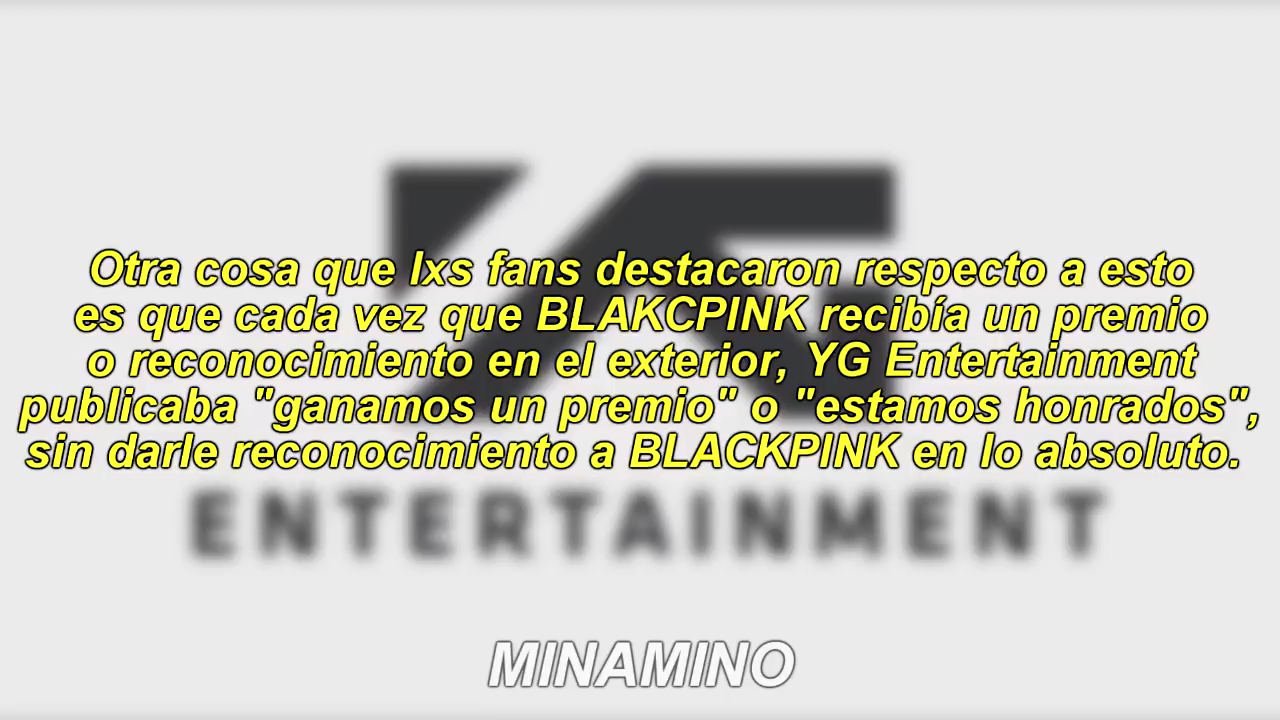 Otra cosa que lxs fans destacaron respecto a esto
es que cada vez que BLAKCPINK recibía un premio
o reconocimiento en el exterior, YG Entertainment
publicaba "ganamos un premio" o "estamos honrados",
sin darle reconocimiento a BLACKPINK en lo absoluto.
YG
ENTERTAINMENT
MINAMINO